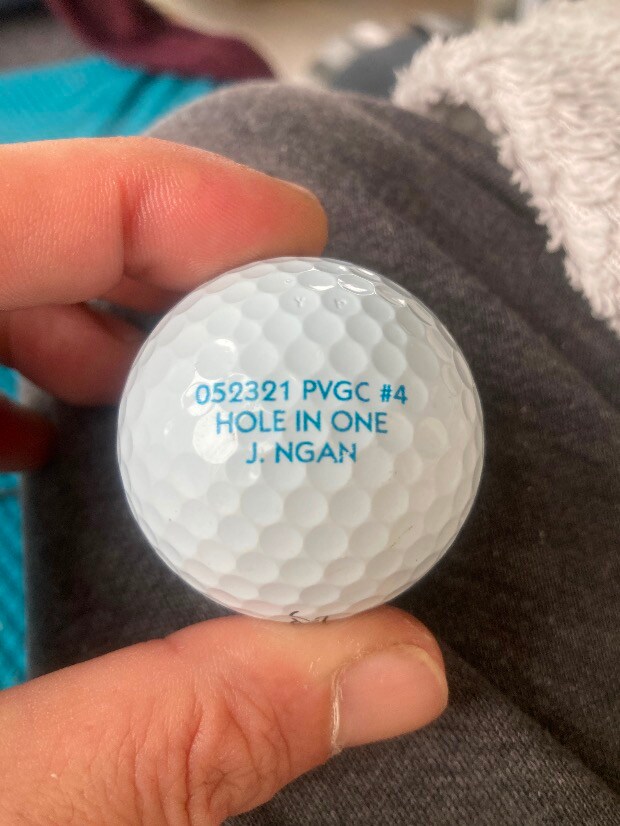 052321 PVGC #4
HOLE IN ONE
J. NGAN